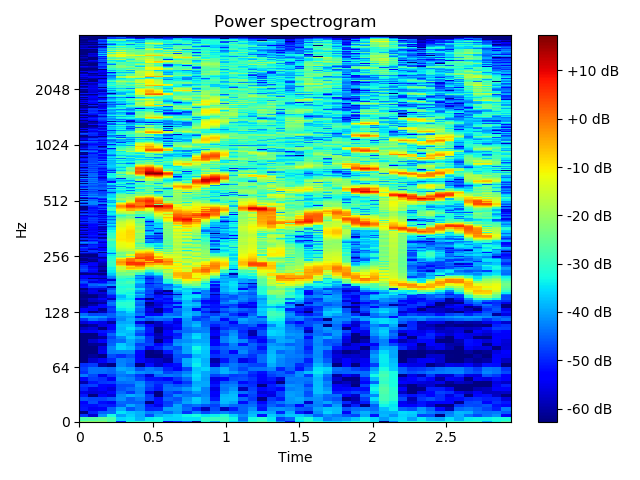 Power spectrogram
Hz
2048
1024
512
256
128
64
0
0 0.5 1 1.5 2 2.5
Time
+10 dB
+0 dB
-10 dB
-20 dB
-30 dB
-40 dB
-50 dB
-60 dB